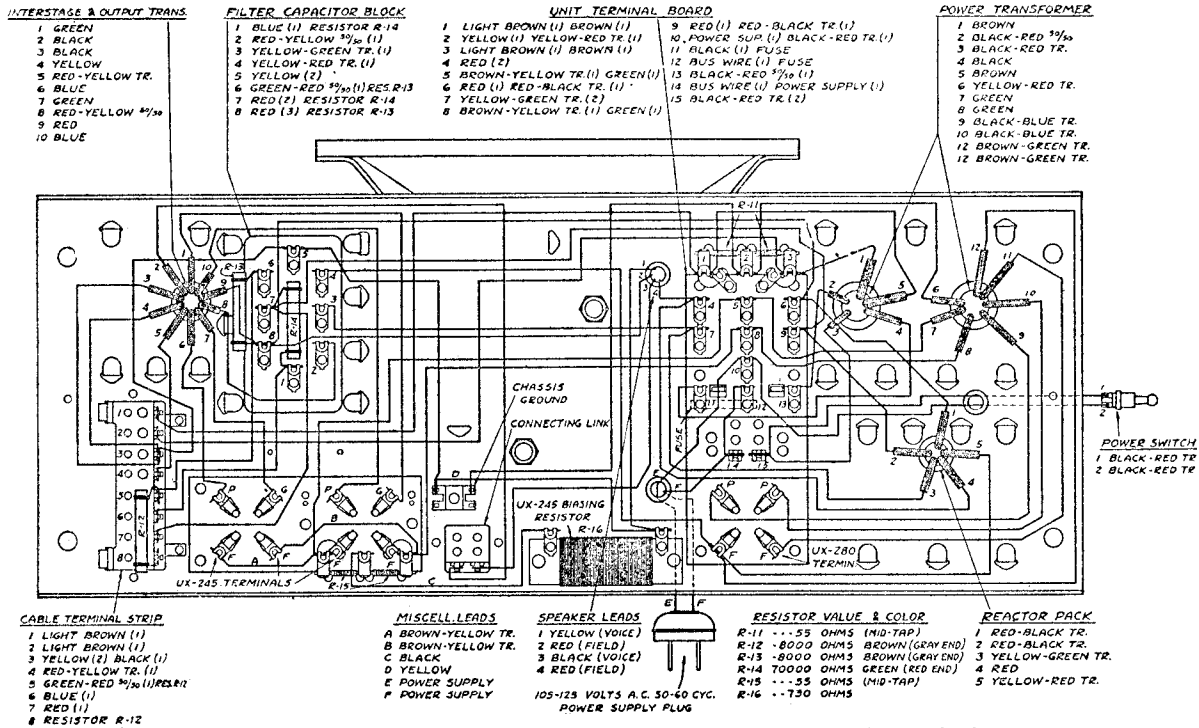 INTERSTAGE & OUTPUT TRANS.
1 GREEN
2 BLACK
3 BLACK
4 YELLOW
5 RED-YELLOW TR.
6 BLUE
7 GREEN
8 RED-YELLOW 50/50
9 RED
10 BLUE
FILTER CAPACITOR BLOCK
1 BLUE (1) RESISTOR R-14
2 RED-YELLOW 50/50 (1)
3 YELLOW-GREEN TR. (1)
4 YELLOW-RED TR. (1)
5 YELLOW (2)
6 GREEN-RED 50/50 (1) RES.R-13
7 RED (2) RESISTOR R-14
8 RED (3) RESISTOR R-13
UNIT TERMINAL BOARD
1 LIGHT BROWN (1) BROWN (1)
2 YELLOW (1) YELLOW-RED TR. (1)
3 LIGHT BROWN (1) BROWN (1)
4 RED (2)
5 BROWN-YELLOW TR.(1) GREEN (1)
6 RED (1) RED-BLACK TR. (1)
7 YELLOW-GREEN TR. (2)
8 BROWN-YELLOW TR. (1) GREEN (1)
9 RED (1) RED-BLACK TR. (1)
10 POWER SUP. (1) BLACK-RED TR. (1)
11 BLACK (1) FUSE
12 BUS WIRE (1) FUSE
13 BLACK-RED 50/50 (1)
14 BUS WIRE (1) POWER SUPPLY (1)
15 BLACK-RED TR (2)
POWER TRANSFORMER
1 BROWN
2 BLACK-RED 50/50
3 BLACK-RED TR.
4 BLACK
5 BROWN
6 YELLOW-RED TR.
7 GREEN
8 GREEN
9 BLACK-BLUE TR.
10 BLACK-BLUE TR.
12 BROWN-GREEN TR.
12 BROWN-GREEN TR.
R-11
R-13
R-14
CHASSIS GROUND
CONNECTING LINK
FUSE
POWER SWITCH
1 BLACK-RED TR
2 BLACK-RED TR
R-12
UX-245 TERMINALS
R-15
UX-245 BIASING RESISTOR
R-16
UX-280
TERMIN.
CABLE TERMINAL STRIP
1 LIGHT BROWN (1)
2 LIGHT BROWN (1)
3 YELLOW (2) BLACK (1)
4 RED-YELLOW TR. (1)
5 GREEN-RED 50/50 (1) RES.R-12
6 BLUE (1)
7 RED (1)
8 RESISTOR R-12
MISCELL. LEADS
A BROWN-YELLOW TR.
B BROWN-YELLOW TR.
C BLACK
D YELLOW
E POWER SUPPLY
F POWER SUPPLY
SPEAKER LEADS
1 YELLOW (VOICE)
2 RED (FIELD)
3 BLACK (VOICE)
4 RED (FIELD)
E F
105-125 VOLTS A.C. 50-60 CYC.
POWER SUPPLY PLUG
RESISTOR VALUE & COLOR
R-11 ---55 OHMS (MID-TAP)
R-12 -8000 OHMS BROWN (GRAY END)
R-13 -8000 OHMS BROWN (GRAY END)
R-14 70000 OHMS GREEN (RED END)
R-15 ---55 OHMS (MID-TAP)
R-16 --730 OHMS
REACTOR PACK
1 RED-BLACK TR.
2 RED-BLACK TR.
3 YELLOW-GREEN TR.
4 RED
5 YELLOW-RED TR.